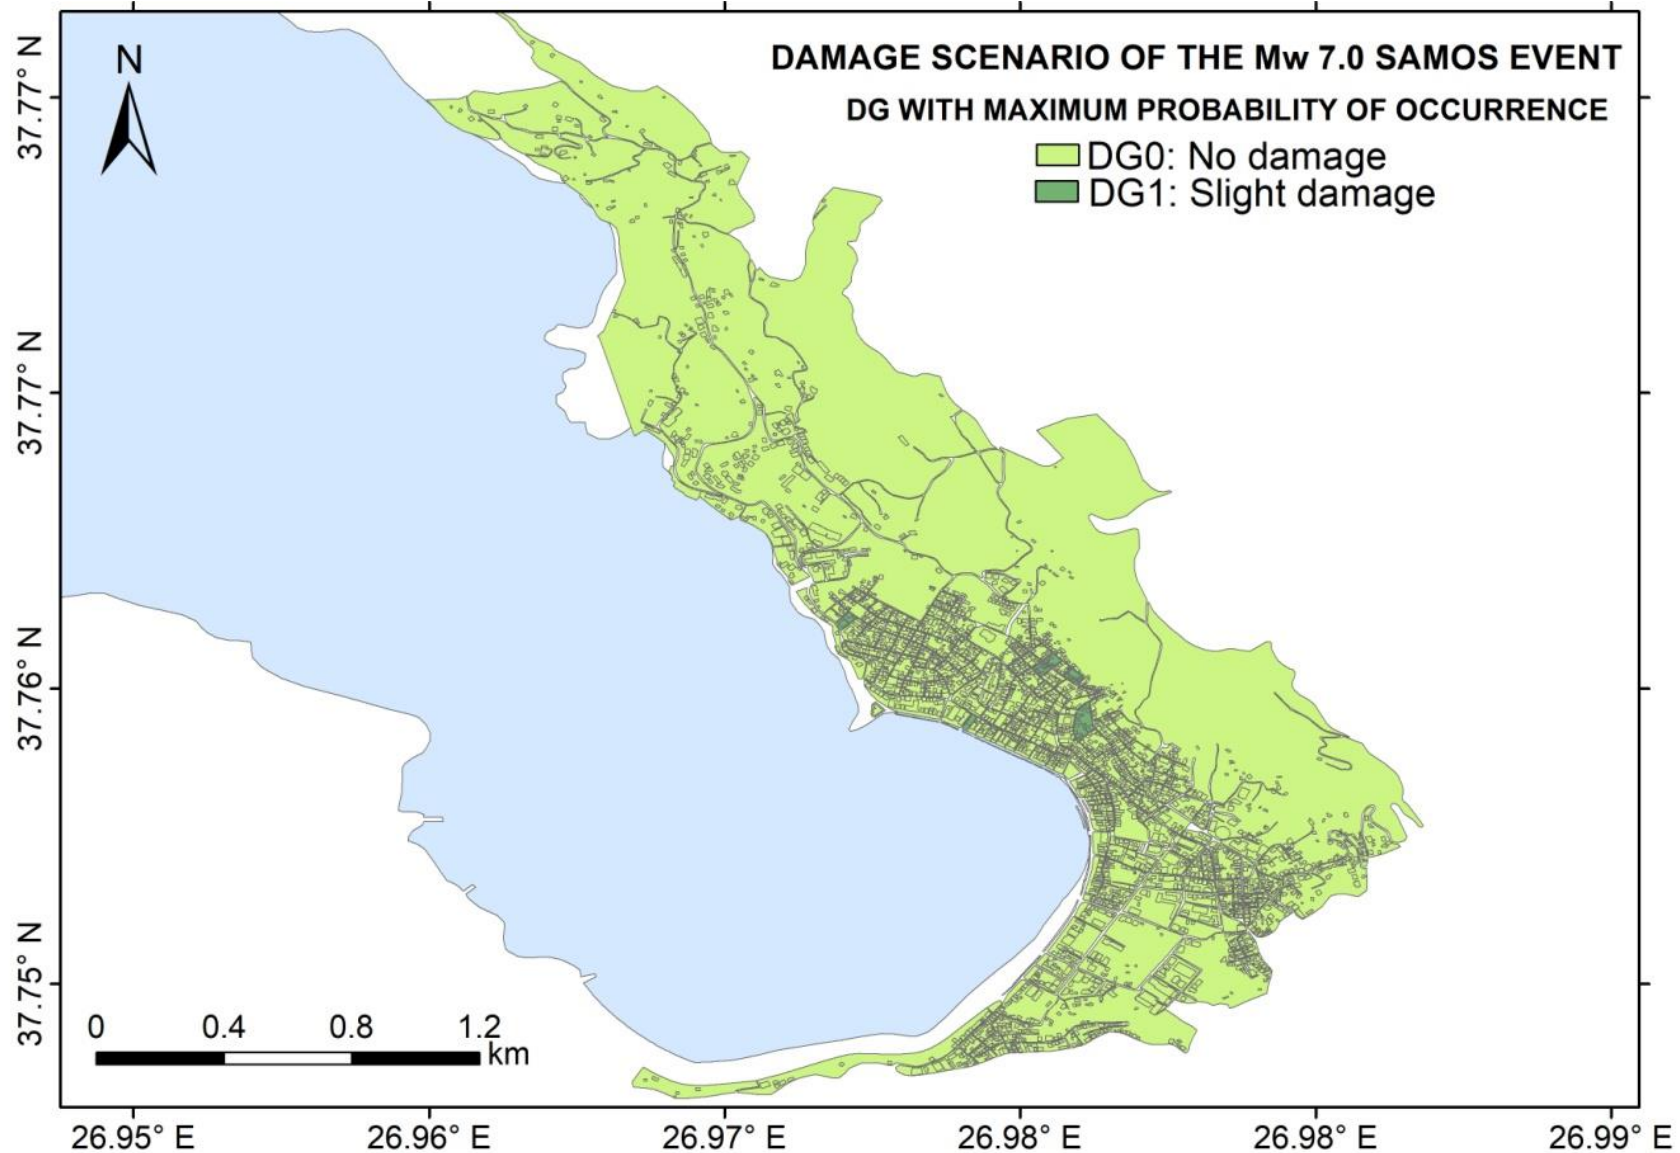 DAMAGE SCENARIO OF THE Mw 7.0 SAMOS EVENT
DG WITH MAXIMUM PROBABILITY OF OCCURRENCE
DG0: No damage
DG1: Slight damage
N
37.77° N
37.77° N
37.76° N
37.75° N
0 0.4 0.8 1.2
km
26.95° E 26.96° E 26.97° E 26.98° E 26.98° E 26.99° E